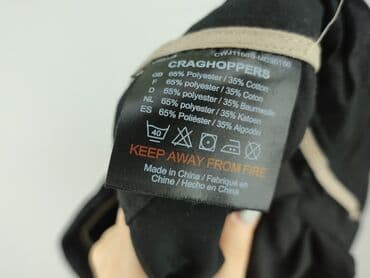 CRAGHOPPERS
GB 65% Polyester / 35% Cotton
F 65% polyester / 35% Coton
D 65% polyester / 35% Baumwolle
NL 65% polyester / 35% Katoen
ES 65% Poliéster / 35% Algodón
40
KEEP AWAY FROM FIRE
Made in China / Fabriqué en
Chine / Hecho en China